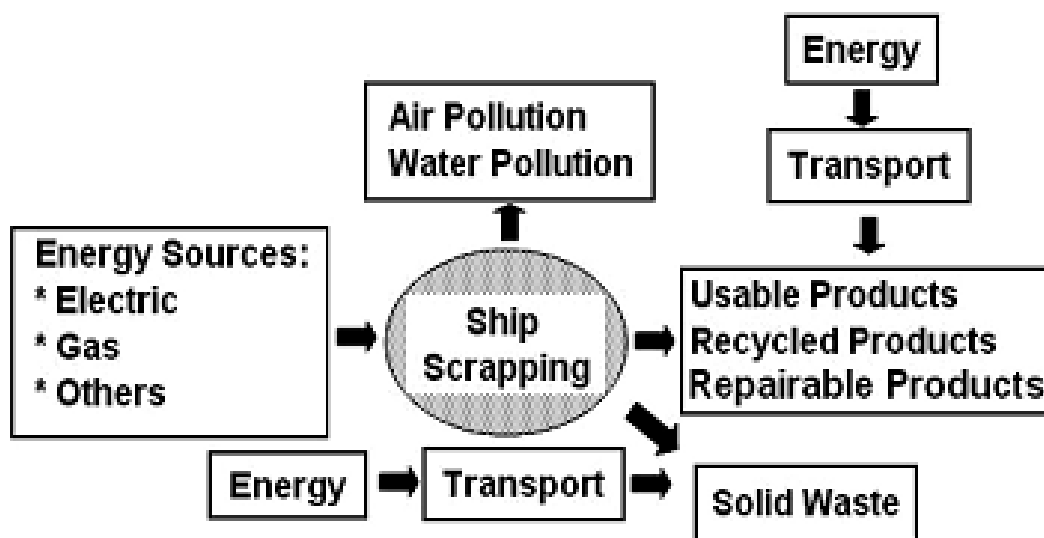 Energy
Air Pollution
Water Pollution
Transport
Energy Sources:
* Electric
* Gas
* Others
Ship
Scrapping
Usable Products
Recycled Products
Repairable Products
Energy
Transport
Solid Waste